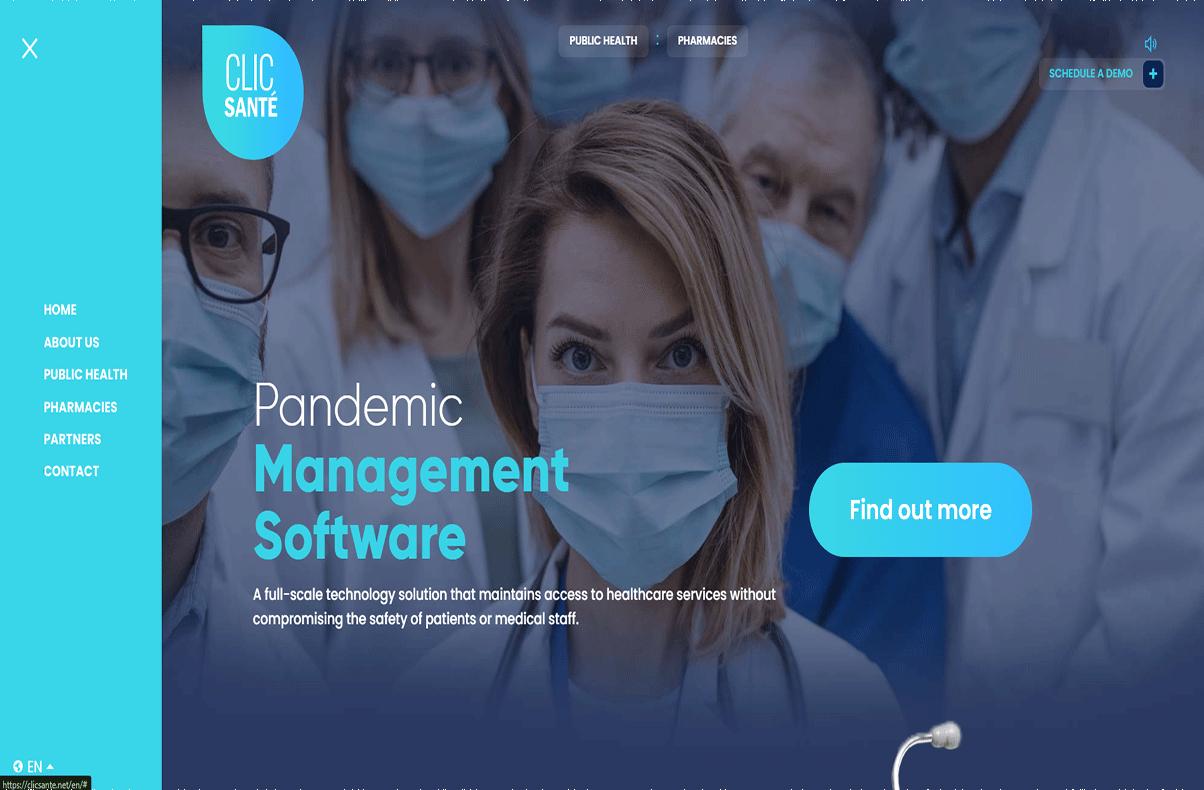 X
CLIC
SANTÉ
PUBLIC HEALTH : PHARMACIES
SCHEDULE A DEMO +
HOME
ABOUT US
PUBLIC HEALTH
PHARMACIES
PARTNERS
CONTACT
Pandemic
Management
Software
A full-scale technology solution that maintains access to healthcare services without
compromising the safety of patients or medical staff.
Find out more
EN
https://clicsante.net/en/#